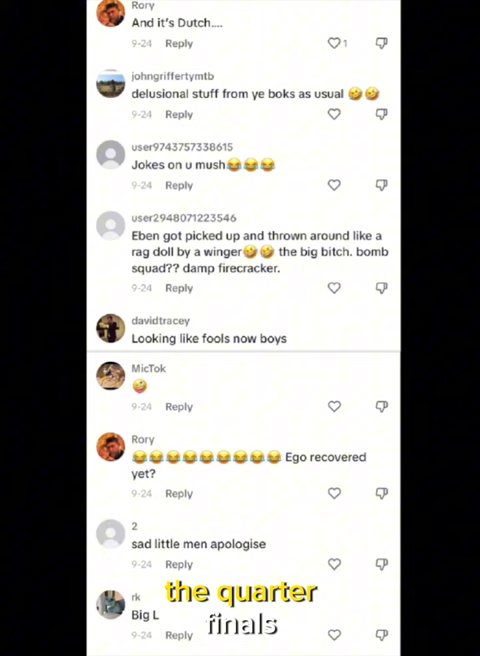 Rory
And it's Dutch....
9-24 Reply
1
johngriffertymtb
delusional stuff from ye boks as usual 🤣🤣
9-24 Reply
user9743757338615
Jokes on u mush😂😂😂
9-24 Reply
user2948071223546
Eben got picked up and thrown around like a
rag doll by a winger🤣🤣 the big bitch. bomb
squad?? damp firecracker.
9-24 Reply
davidtracey
Looking like fools now boys
MicTok
🤪
9-24 Reply
Rory
😂😂😂😂😂😂😂😂😂 Ego recovered
yet?
9-24 Reply
2
sad little men apologise
9-24 Reply
rk
Big L
9-24 Reply
the quarter
finals